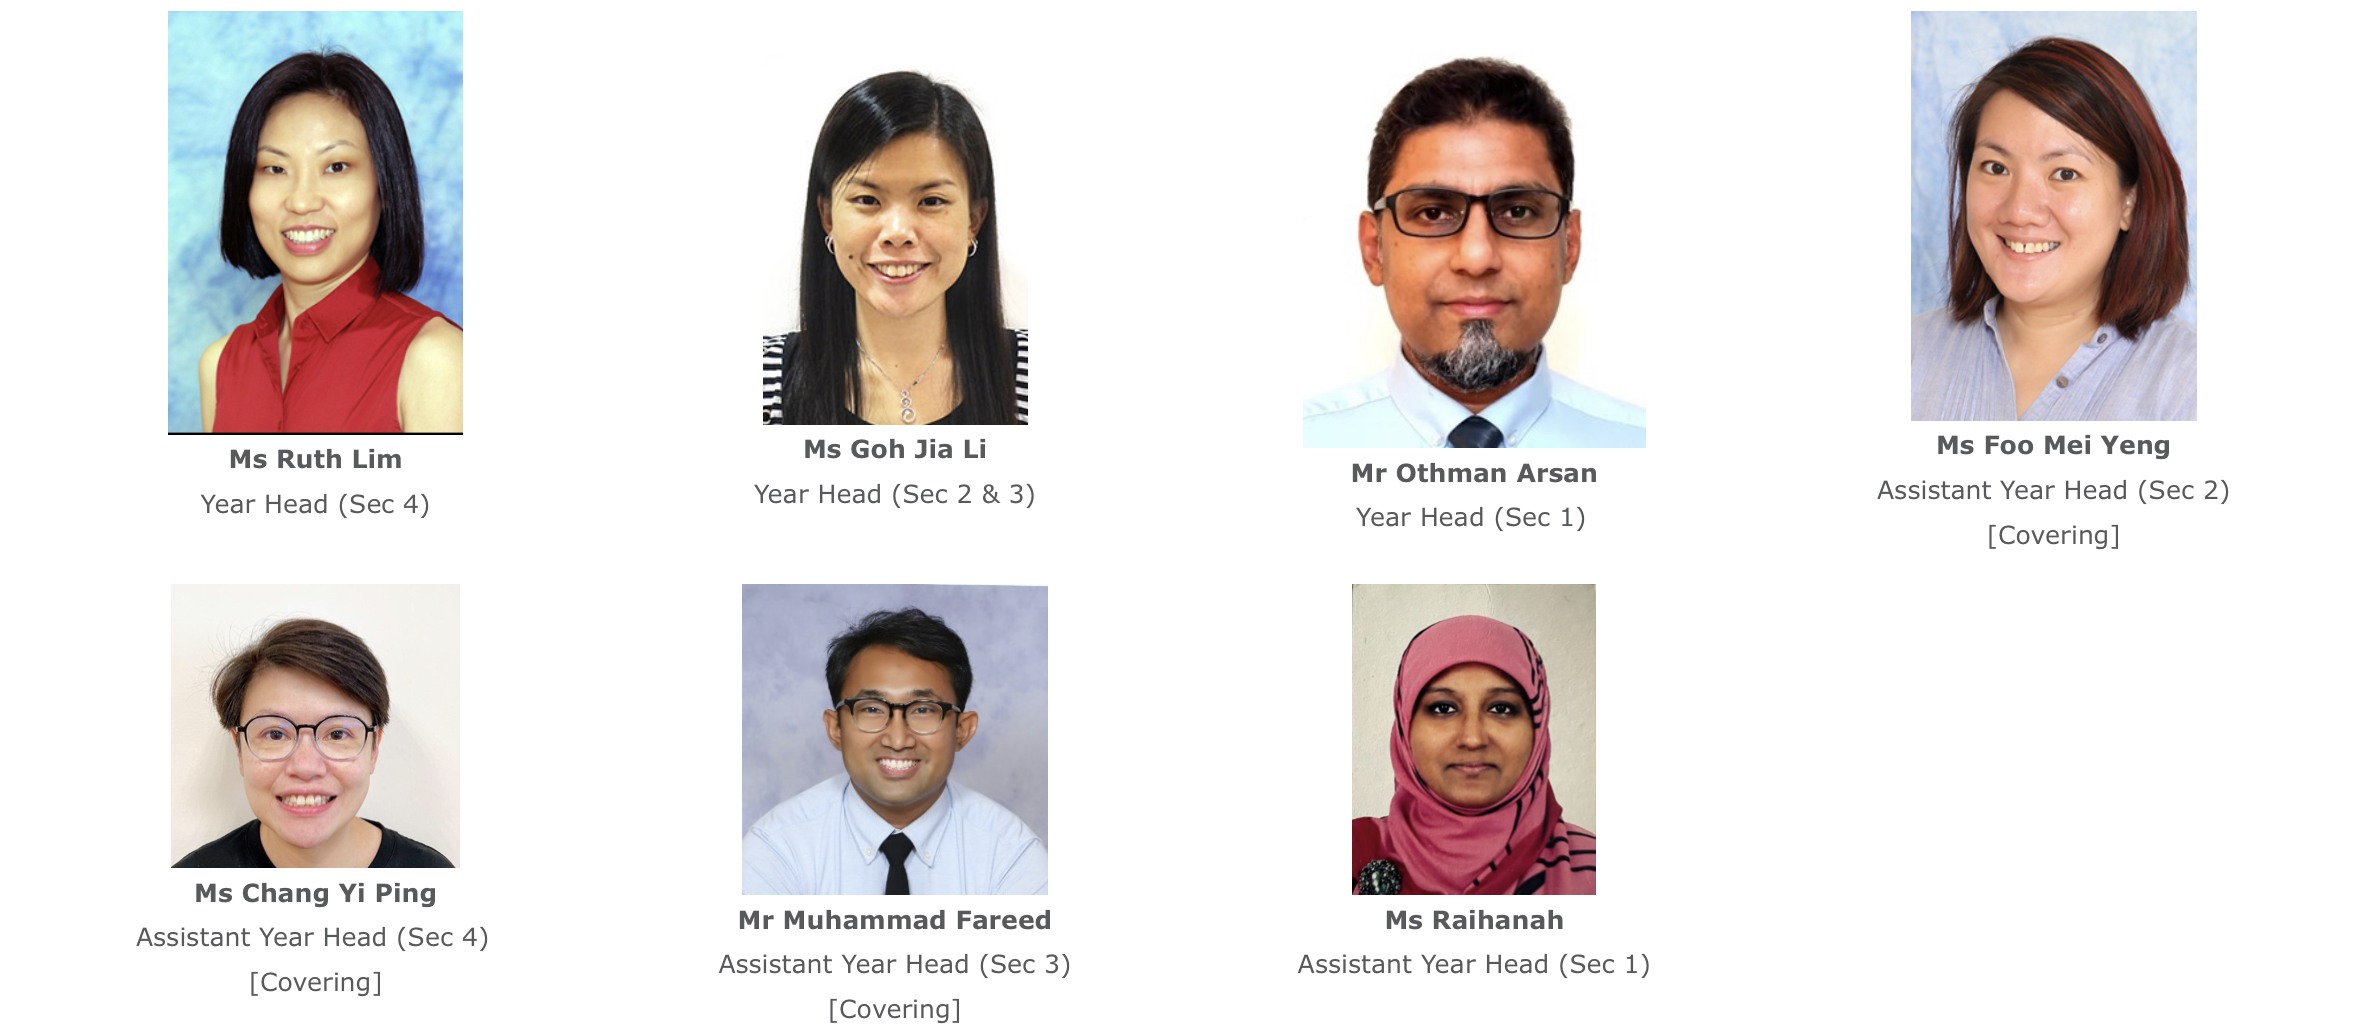 Ms Ruth Lim
Year Head (Sec 4)
Ms Goh Jia Li
Year Head (Sec 2 & 3)
Mr Othman Arsan
Year Head (Sec 1)
Ms Foo Mei Yeng
Assistant Year Head (Sec 2)
[Covering]
Ms Chang Yi Ping
Assistant Year Head (Sec 4)
[Covering]
Mr Muhammad Fareed
Assistant Year Head (Sec 3)
[Covering]
Ms Raihanah
Assistant Year Head (Sec 1)